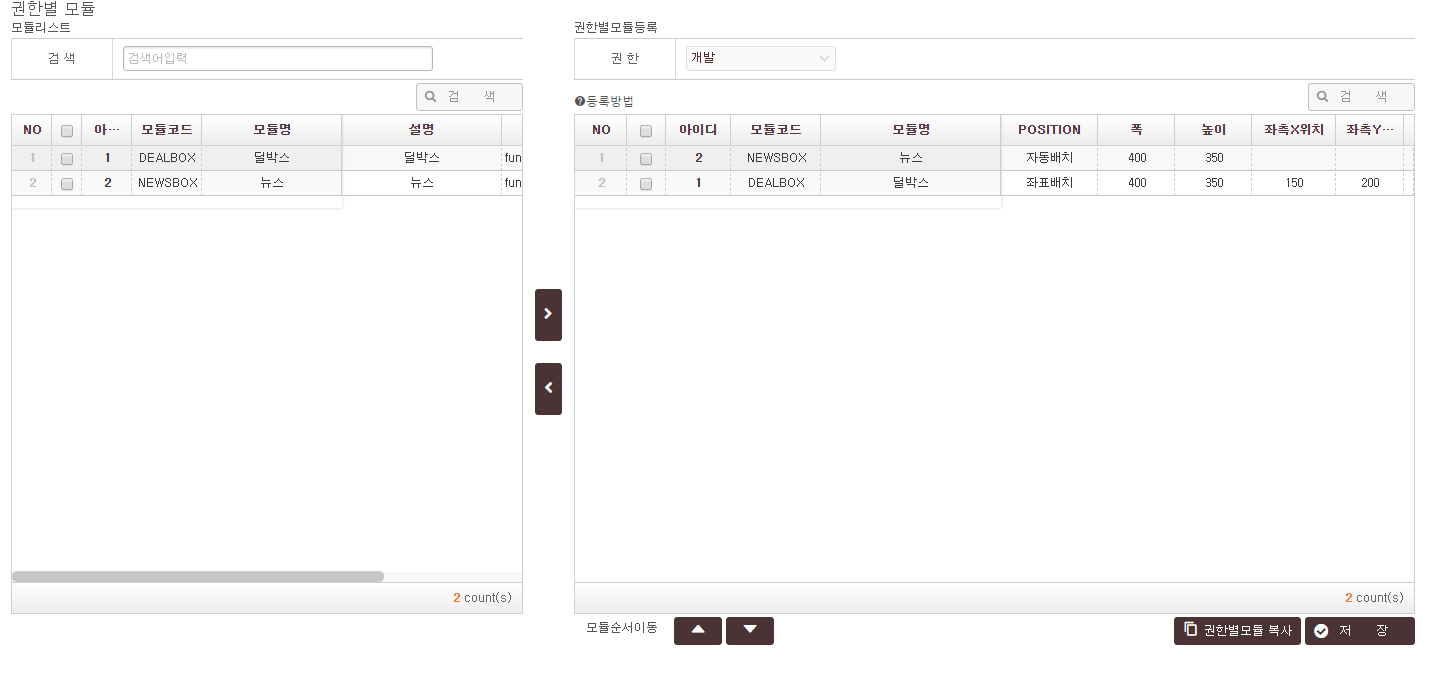 권한별 모듈
모듈리스트
검 색 검색어입력
검 색
NO 아··· 모듈코드 모듈명 설명
1 1 DEALBOX 덜박스 덜박스 fun
2 2 NEWSBOX 뉴스 뉴스 fun
2 count(s)
권한별모듈등록
권 한 개발
등록방법 검 색
NO 아이디 모듈코드 모듈명 POSITION 폭 높이 좌측X위치 좌측Y···
1 2 NEWSBOX 뉴스 자동배치 400 350
2 1 DEALBOX 덜박스 좌표배치 400 350 150 200
2 count(s)
모듈순서이동 권한별모듈 복사 저 장